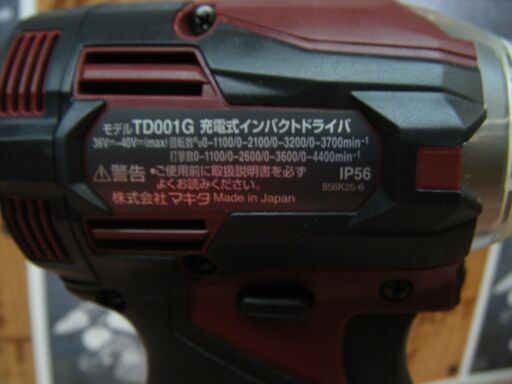 モデルTD001G 充電式インパクトドライバ
36V⎓-40V⎓(max) 回転数n₀0-1100/0-2100/0-3200/0-3700min⁻¹
打撃数0-1100/0-2600/0-3600/0-4400min⁻¹
⚠警告 •ご使用前に取扱説明書を必ず IP56
よくお読みください。 856K25-6
株式会社マキタ Made in Japan